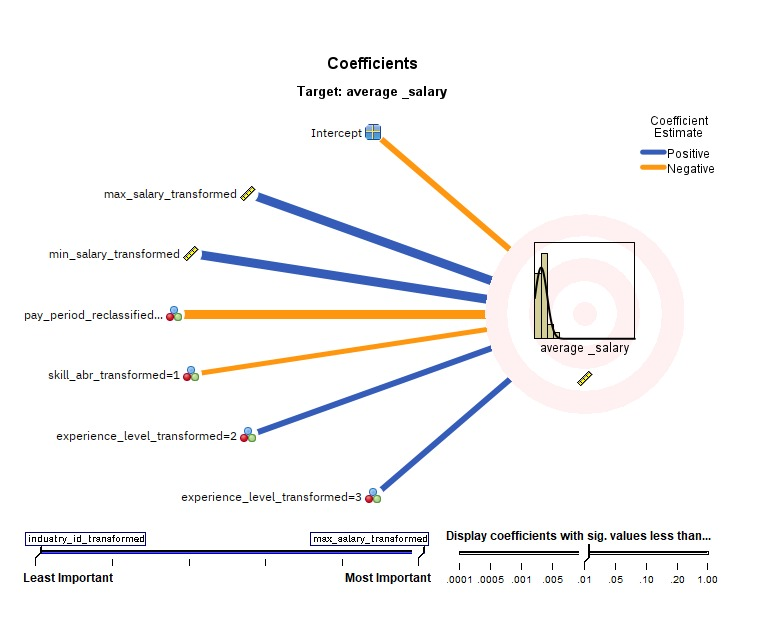 Coefficients
Target: average _salary
Coefficient
Estimate
Positive
Negative
Intercept
max_salary_transformed
min_salary_transformed
pay_period_reclassified...
skill_abr_transformed=1
experience_level_transformed=2
experience_level_transformed=3
average _salary
industry_id_transformed
max_salary_transformed
Least Important
Most Important
Display coefficients with sig. values less than...
.0001 .0005 .001 .005 .01 .05 .10 .20 1.00